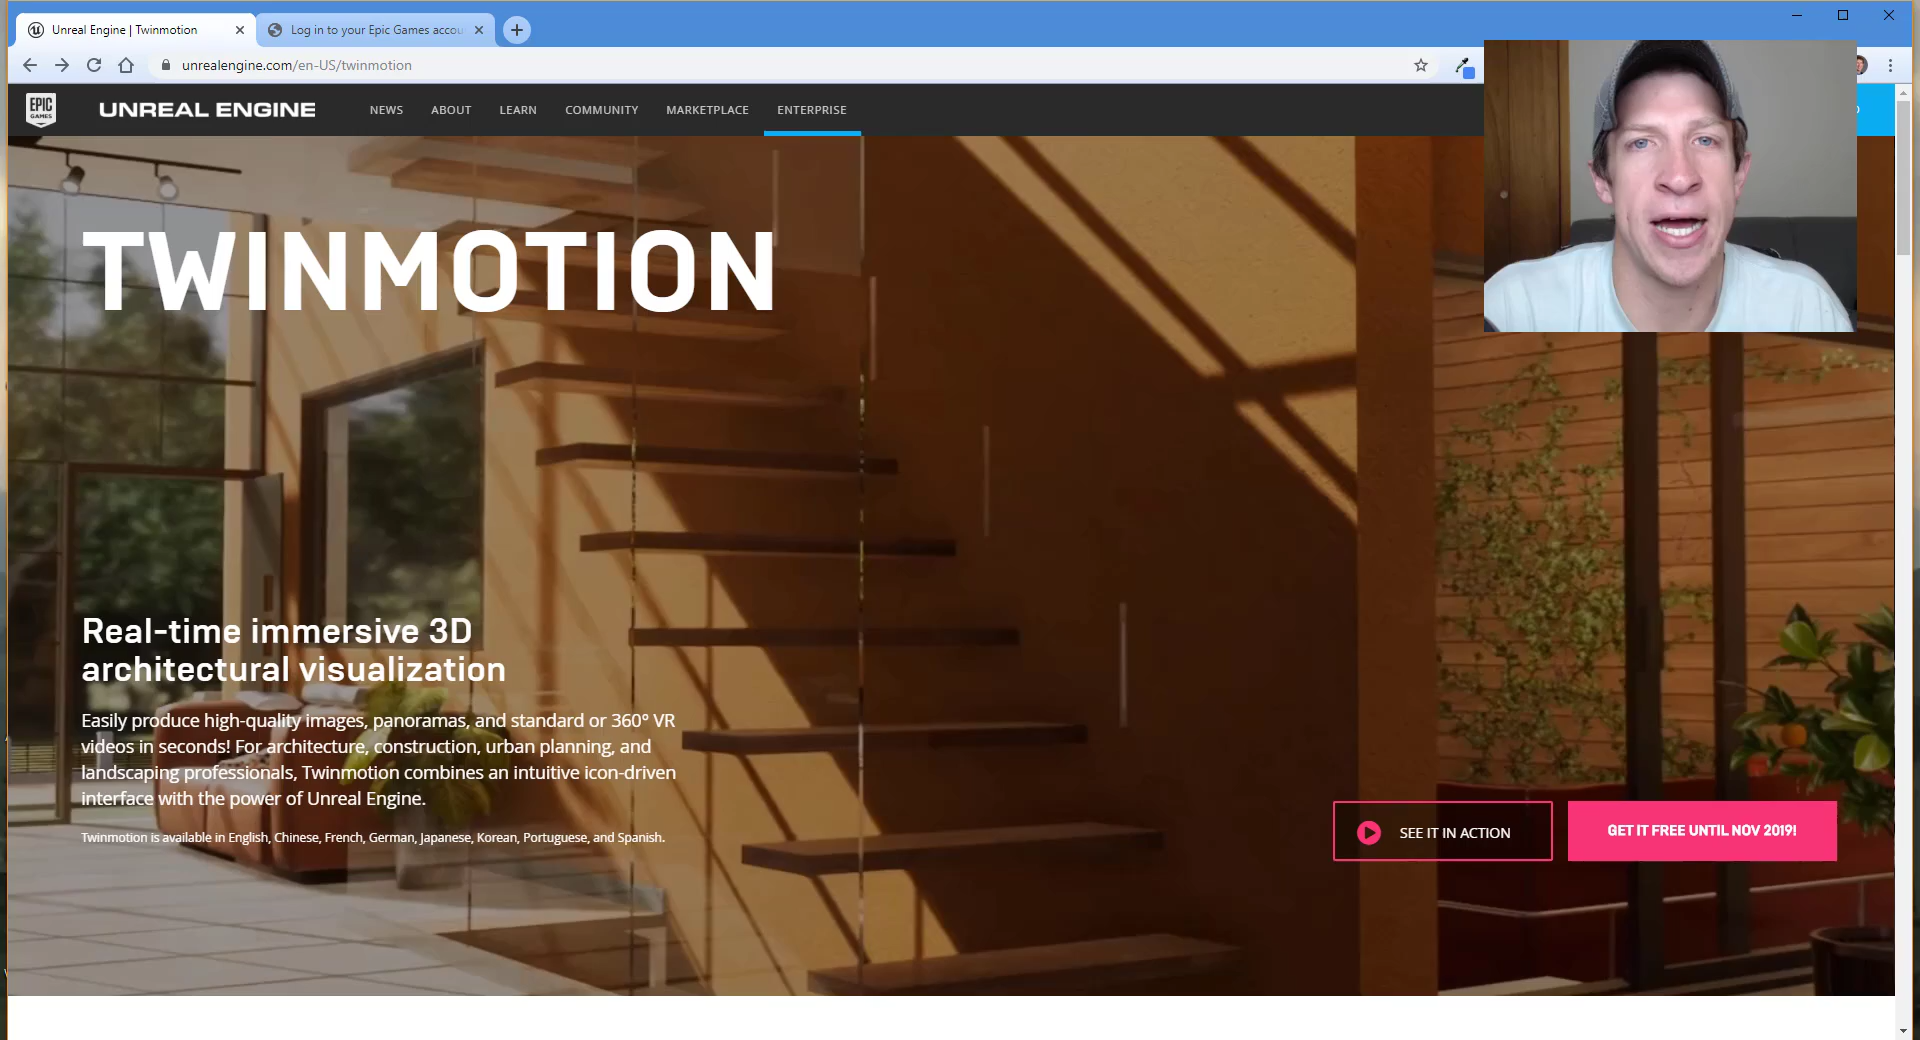 Unreal Engine | Twinmotion
Log in to your Epic Games accou
unrealengine.com/en-US/twinmotion
EPIC
GAMES
UNREAL ENGINE
NEWS
ABOUT
LEARN
COMMUNITY
MARKETPLACE
ENTERPRISE
TWINMOTION
Real-time immersive 3D
architectural visualization
Easily produce high-quality images, panoramas, and standard or 360° VR
videos in seconds! For architecture, construction, urban planning, and
landscaping professionals, Twinmotion combines an intuitive icon-driven
interface with the power of Unreal Engine.
Twinmotion is available in English, Chinese, French, German, Japanese, Korean, Portuguese, and Spanish.
SEE IT IN ACTION
GET IT FREE UNTIL NOV 2019!